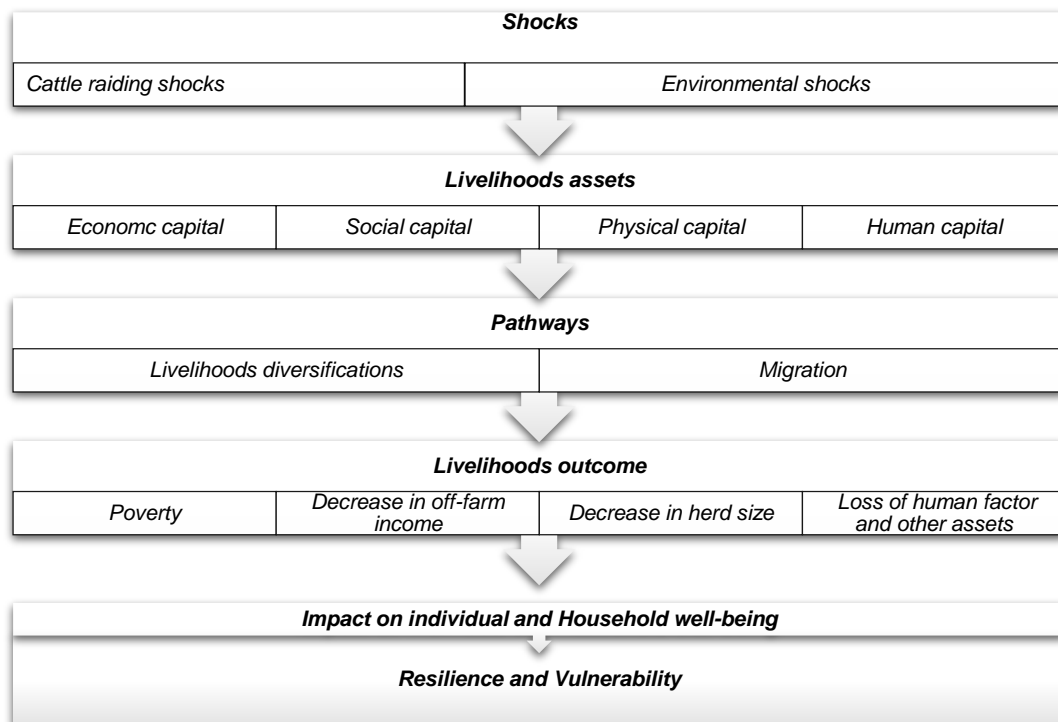 Shocks
Cattle raiding shocks
Environmental shocks
Livelihoods assets
Economc capital
Social capital
Physical capital
Human capital
Pathways
Livelihoods diversifications
Migration
Livelihoods outcome
Poverty
Decrease in off-farm
income
Decrease in herd size
Loss of human factor
and other assets
Impact on individual and Household well-being
Resilience and Vulnerability